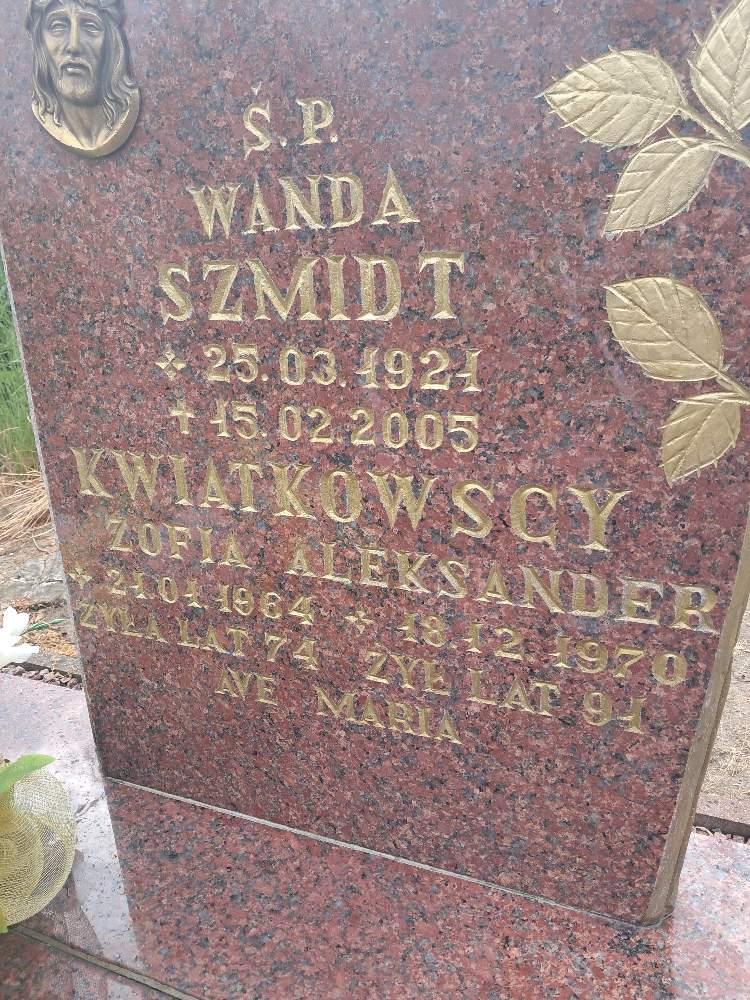 Ś.P.
WANDA
SZMIDT
25.03.1921
15.02.2005
KWIATKOWSCY
ZOFIA ALEKSANDER
21.01.1964 18.12.1970
ŻYŁA LAT 74 ŻYŁ LAT 91
AVE MARIA